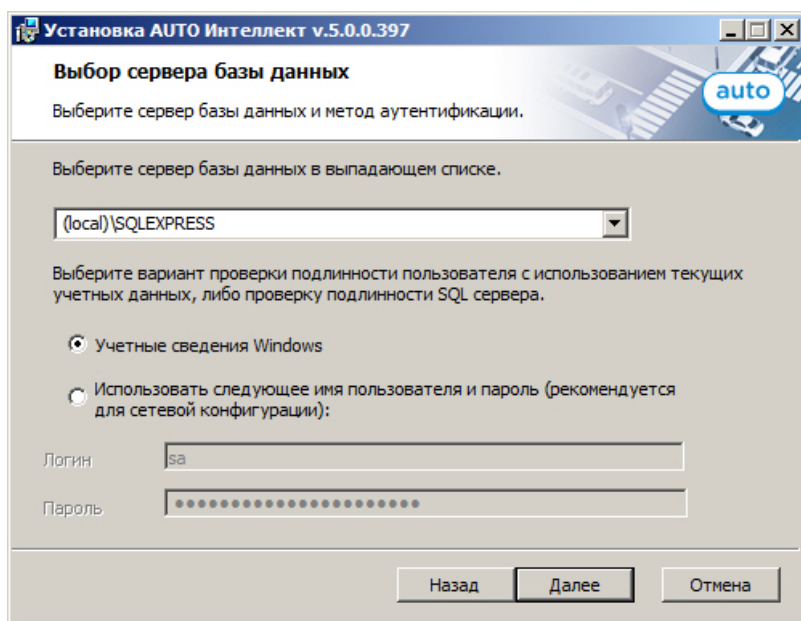 Установка AUTO Интеллект v.5.0.0.397
Выбор сервера базы данных
Выберите сервер базы данных и метод аутентификации.
auto
Выберите сервер базы данных в выпадающем списке.
(local)\SQLEXPRESS
Выберите вариант проверки подлинности пользователя с использованием текущих
учетных данных, либо проверку подлинности SQL сервера.
Учетные сведения Windows
Использовать следующее имя пользователя и пароль (рекомендуется
для сетевой конфигурации):
Логин
sa
Пароль
●●●●●●●●●●●●●●●●●●●●●●
Назад
Далее
Отмена